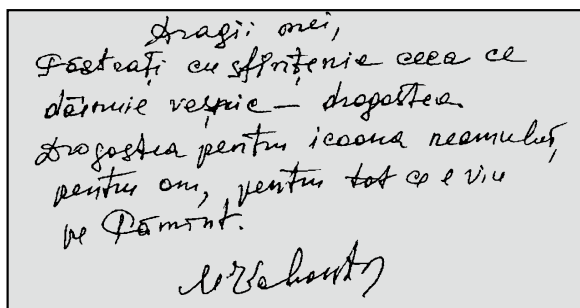 Dragii mei,
Păstrați cu sfințenie ceea ce
dăinuie veșnic — dragostea.
Dragostea pentru icoana neamului,
pentru om, pentru tot ce e viu
pe Pămînt.